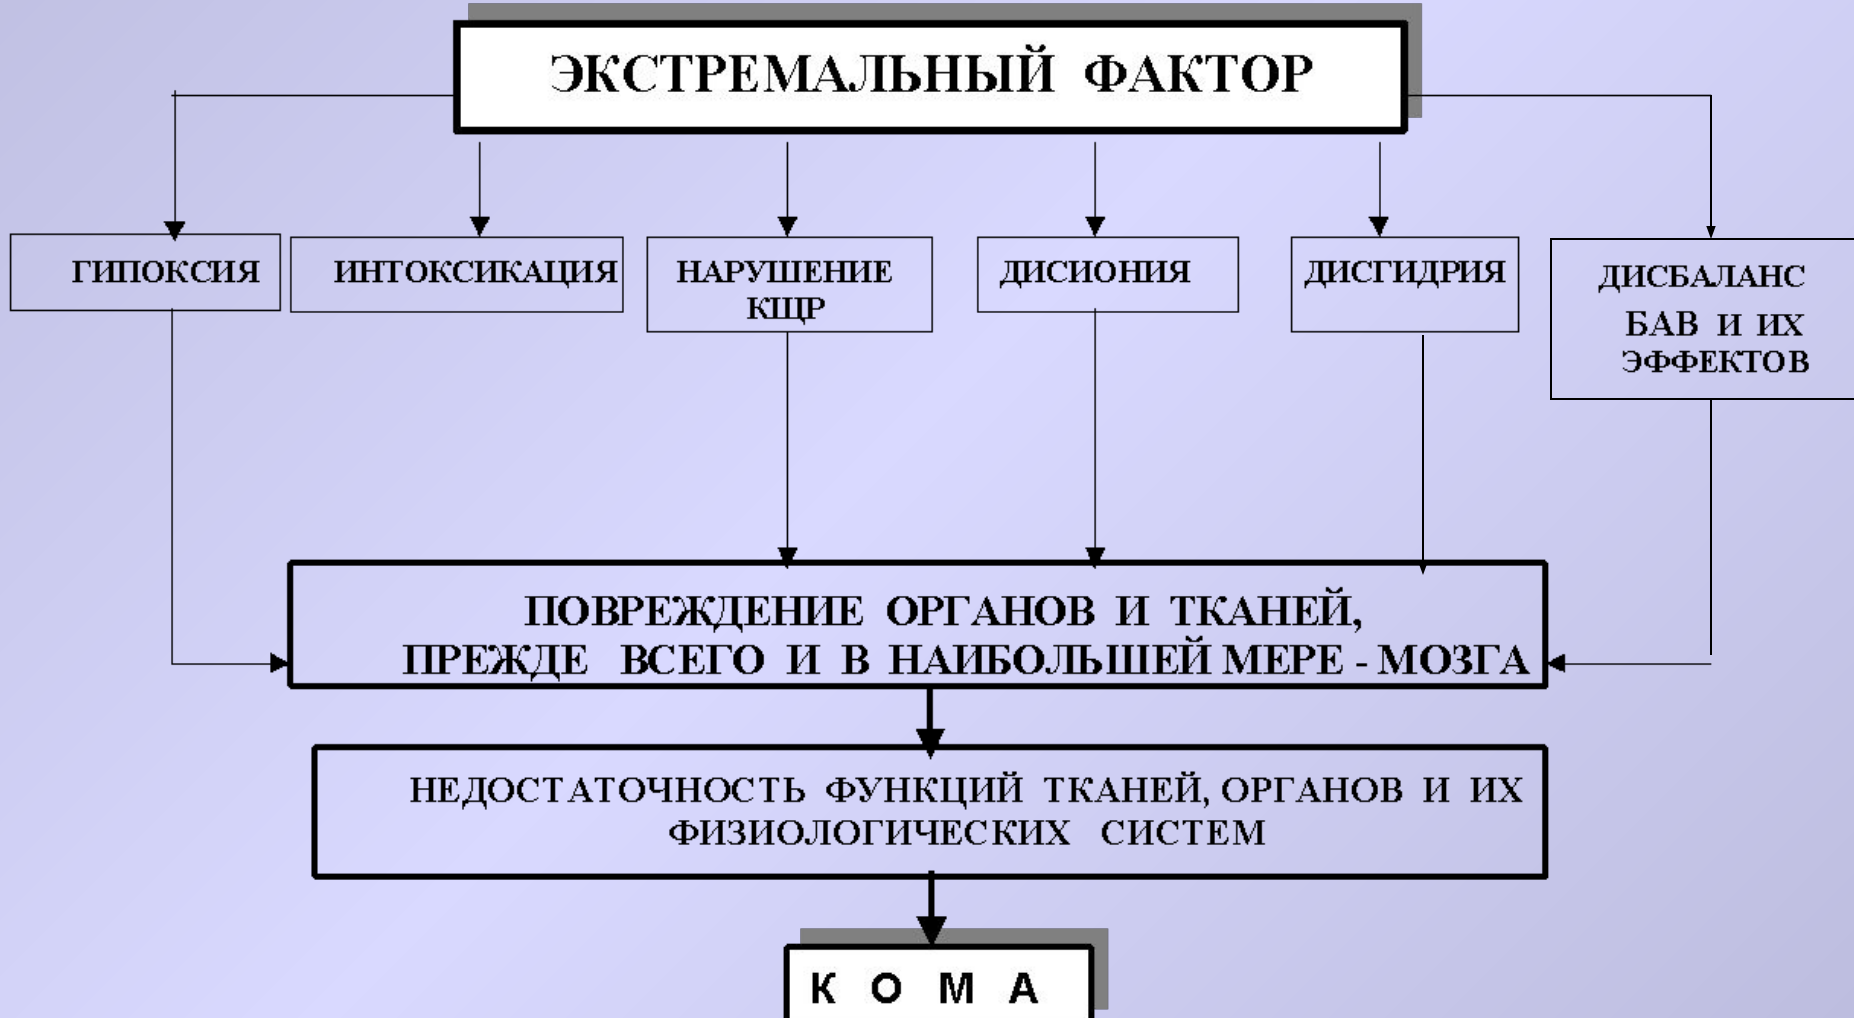 ЭКСТРЕМАЛЬНЫЙ ФАКТОР
ГИПОКСИЯ
ИНТОКСИКАЦИЯ
НАРУШЕНИЕ
КЩР
ДИСИОНИЯ
ДИСГИДРИЯ
ДИСБАЛАНС
БАВ И ИХ
ЭФФЕКТОВ
ПОВРЕЖДЕНИЕ ОРГАНОВ И ТКАНЕЙ,
ПРЕЖДЕ ВСЕГО И В НАИБОЛЬШЕЙ МЕРЕ - МОЗГА
НЕДОСТАТОЧНОСТЬ ФУНКЦИЙ ТКАНЕЙ, ОРГАНОВ И ИХ
ФИЗИОЛОГИЧЕСКИХ СИСТЕМ
К О М А